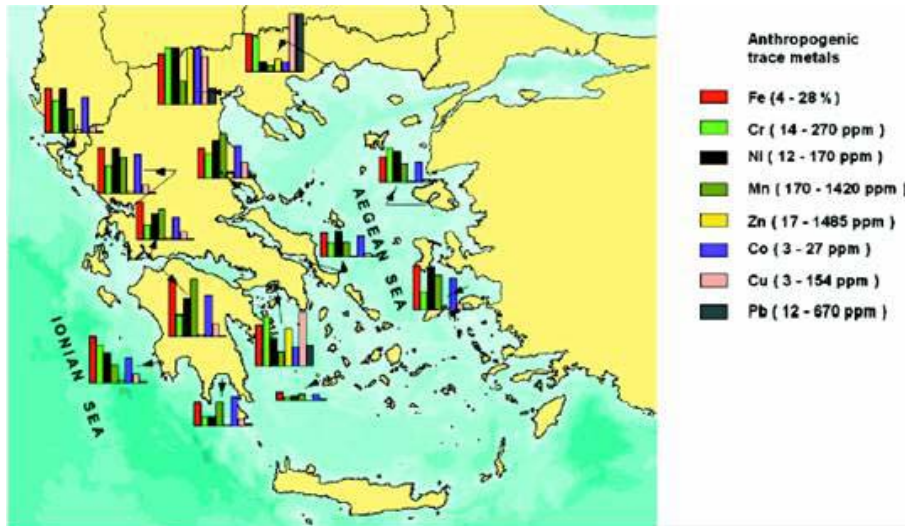 Anthropogenic
trace metals
Fe (4 - 28 %)
Cr ( 14 - 270 ppm )
Ni ( 12 - 170 ppm )
Mn ( 170 - 1420 ppm )
Zn ( 17 - 1485 ppm )
Co ( 3 - 27 ppm )
Cu ( 3 - 154 ppm )
Pb ( 12 - 670 ppm )
AEGEAN SEA
IONIAN SEA